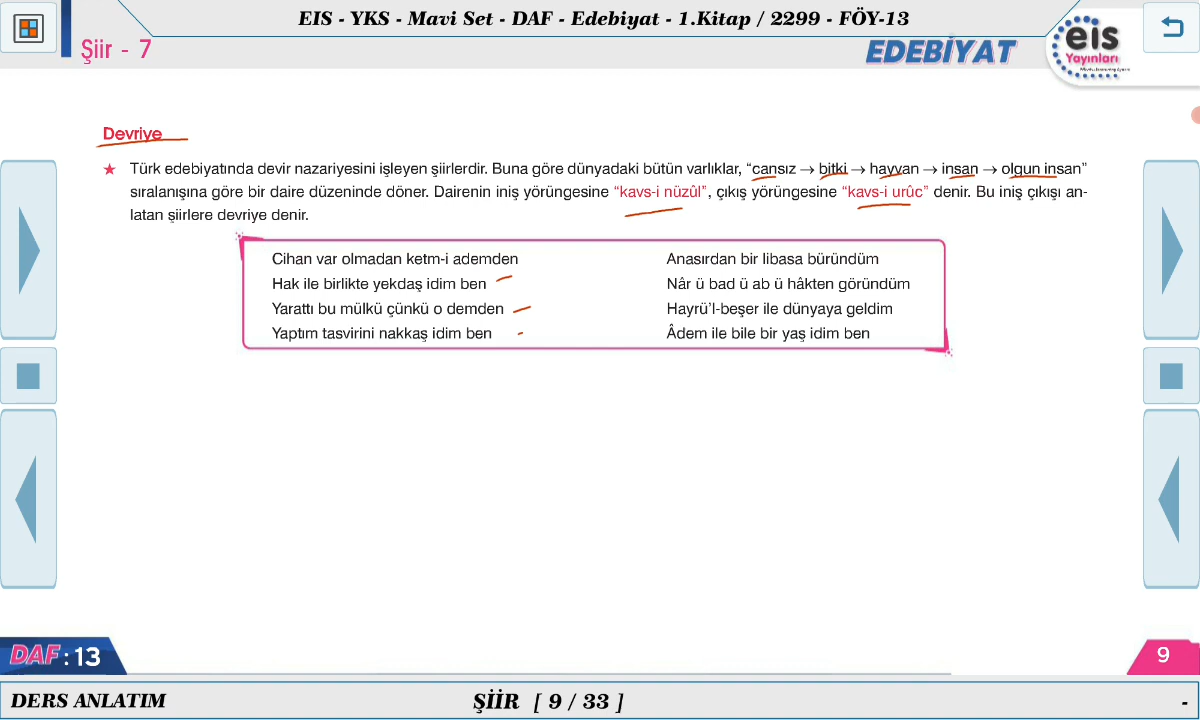 EIS - YKS - Mavi Set - DAF - Edebiyat - 1.Kitap / 2299 - FÖY-13
Şiir - 7
EDEBİYAT
eis
Yayınları
Devriye
★ Türk edebiyatında devir nazariyesini işleyen şiirlerdir. Buna göre dünyadaki bütün varlıklar, “cansız → bitki → hayvan → insan → olgun insan”
sıralanışına göre bir daire düzeninde döner. Dairenin iniş yörüngesine “kavs-i nüzûl”, çıkış yörüngesine “kavs-i urûc” denir. Bu iniş çıkışı an-
latan şiirlere devriye denir.
Cihan var olmadan ketm-i ademden
Hak ile birlikte yekdaş idim ben
Yarattı bu mülkü çünkü o demden
Yaptım tasvirini nakkaş idim ben
Anasırdan bir libasa büründüm
Nâr ü bad ü ab ü hâkten göründüm
Hayrü’l-beşer ile dünyaya geldim
Âdem ile bile bir yaş idim ben
DAF : 13
9
DERS ANLATIM
ŞİİR [ 9 / 33 ]
-